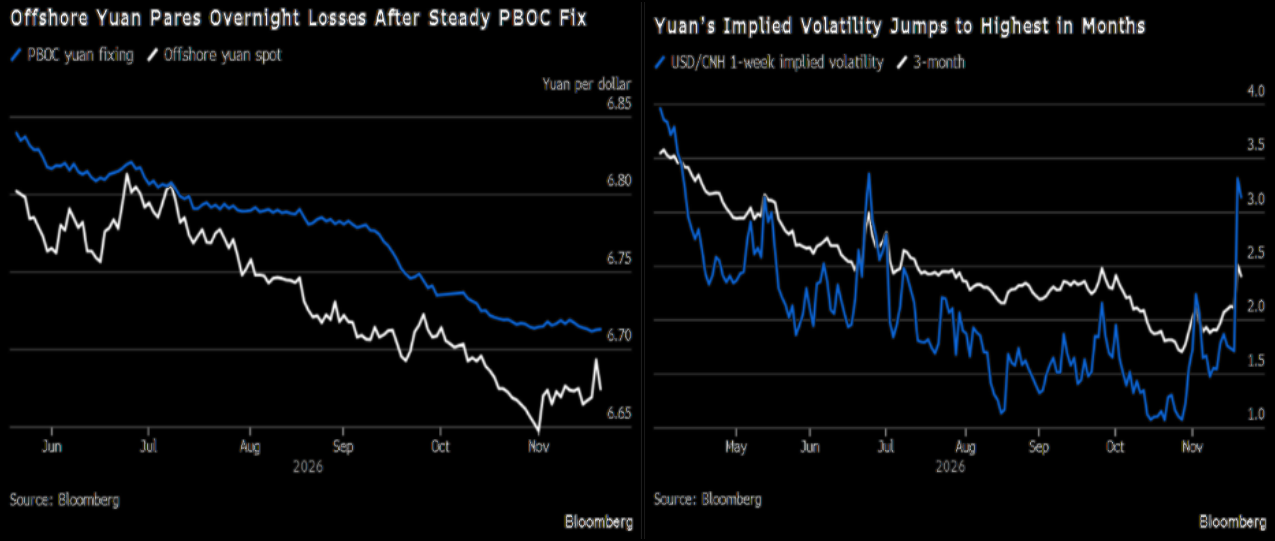 Offshore Yuan Pares Overnight Losses After Steady PBOC Fix
PBOC yuan fixing Offshore yuan spot
Yuan per dollar
6.85
6.80
6.75
6.70
6.65
Jun Jul Aug Sep Oct Nov
2026
Source: Bloomberg
Bloomberg
Yuan's Implied Volatility Jumps to Highest in Months
USD/CNH 1-week implied volatility 3-month
4.0
3.5
3.0
2.5
2.0
1.5
1.0
May Jun Jul Aug Sep Oct Nov
2026
Source: Bloomberg
Bloomberg